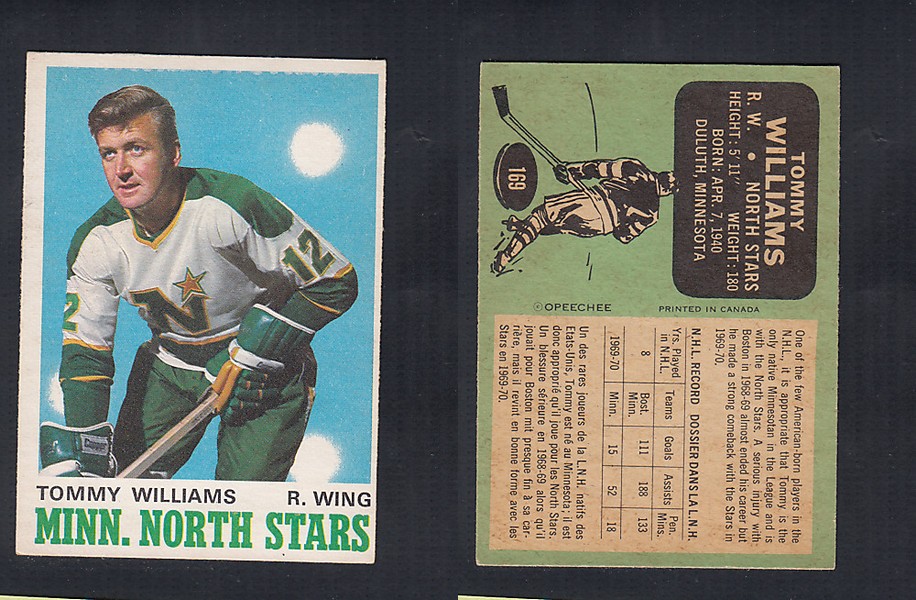 12
2
N
TOMMY WILLIAMS R. WING
MINN. NORTH STARS
169
TOMMY
WILLIAMS
R. W. • NORTH STARS
HEIGHT: 5'11" WEIGHT: 180
BORN: APR. 7, 1940
DULUTH, MINNESOTA
© OPEECHEE PRINTED IN CANADA
One of the few American-born players in the
N.H.L., it is appropriate that Tommy is the
only native Minnesotan in the League and is
with the North Stars. A serious injury with
Boston in 1968-69 almost ended his career but
he made a strong comeback with the Stars in
1969-70.
N.H.L. RECORD DOSSIER DANS LA L.N.H.
Yrs. Played in N.H.L. Teams Goals Assists Pen. Mins.
8 Bost. Minn. 111 188 133
1969-70 Minn. 15 52 18
Un des rares joueurs de la L.N.H. natifs des
Etats-Unis, Tommy est né au Minnesota; il est
donc approprié qu'il joue pour les North Stars.
Un blessure sérieure en 1968-69 alors qu'il
jouait pour Boston mit presque fin à sa car-
rière, mais il revint en bonne forme avec les
Stars en 1969-70.